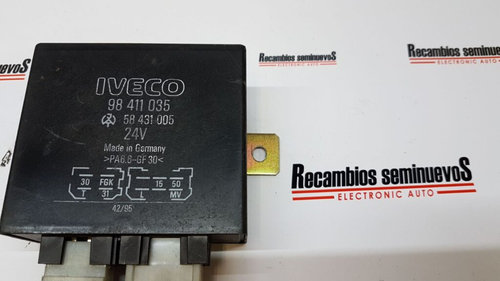 IVECO
98 411 035
58 431 005
24V
Made in Germany
>PA6.6-GF30<
30 FGK 15 50
T 31 MV
42/95
Recambios seminuevoS
ELECTRONIC AUTO
Recambios seminuevoS
ELECTRONIC AUTO
Recambios seminuevoS
ELECTRONIC AUTO